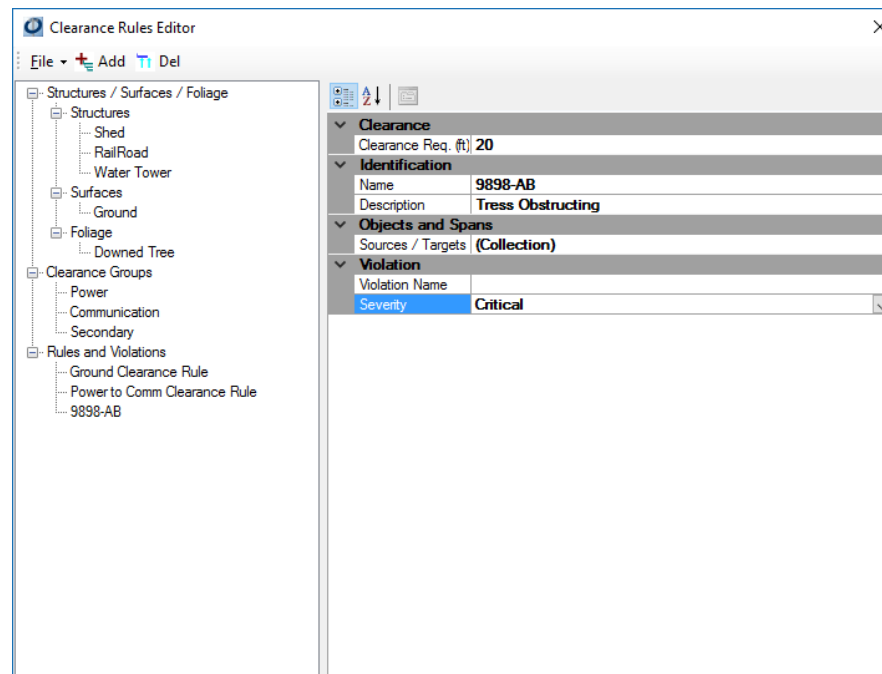 Clearance Rules Editor
File Add Del
Structures / Surfaces / Foliage
Structures
Shed
RailRoad
Water Tower
Surfaces
Ground
Foliage
Downed Tree
Clearance Groups
Power
Communication
Secondary
Rules and Violations
Ground Clearance Rule
Power to Comm Clearance Rule
9898-AB
A
Z
Clearance
Clearance Req. (ft) 20
Identification
Name 9898-AB
Description Tress Obstructing
Objects and Spans
Sources / Targets (Collection)
Violation
Violation Name
Severity Critical